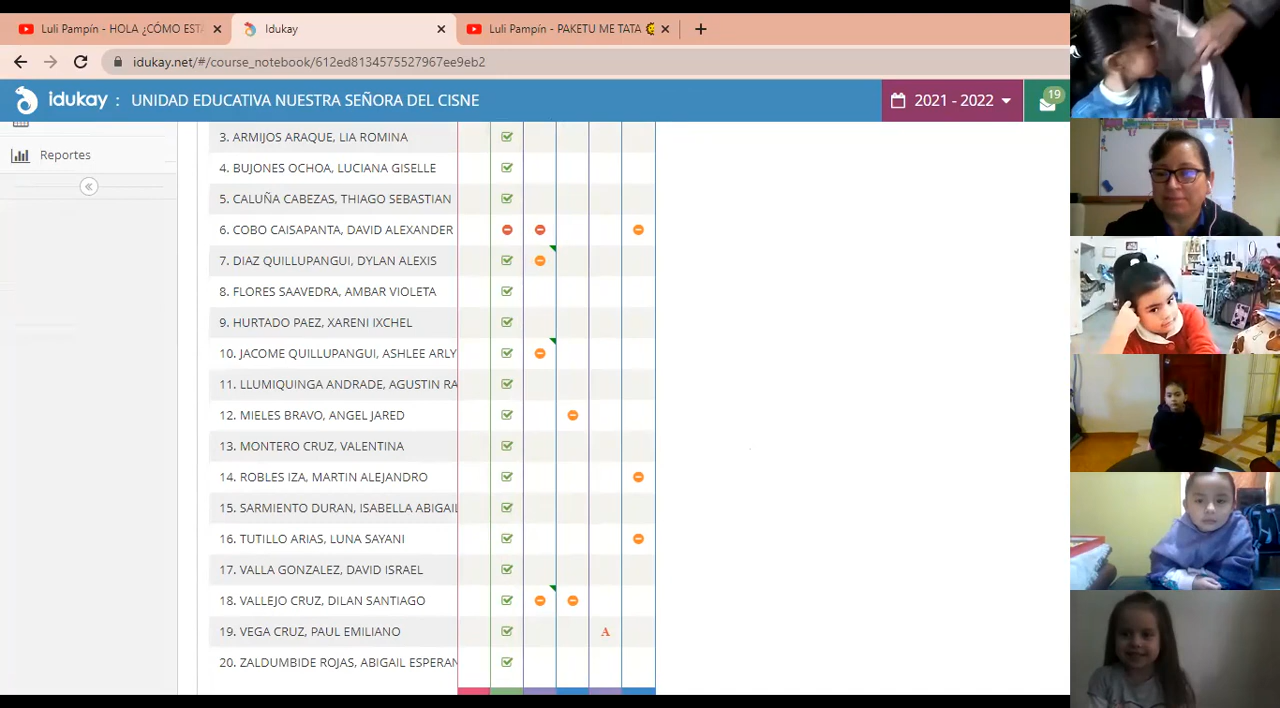 Luli Pampín - HOLA ¿CÓMO ESTÁ
Idukay
Luli Pampín - PAKETU ME TATA
idukay.net/#/course_notebook/612ed8134575527967ee9eb2
idukay : UNIDAD EDUCATIVA NUESTRA SEÑORA DEL CISNE
2021 - 2022
19
Reportes
3. ARMIJOS ARAQUE, LIA ROMINA
4. BUJONES OCHOA, LUCIANA GISELLE
5. CALUÑA CABEZAS, THIAGO SEBASTIAN
6. COBO CAISAPANTA, DAVID ALEXANDER
7. DIAZ QUILLUPANGUI, DYLAN ALEXS
8. FLORES SAAVEDRA, AMBAR VIOLETA
9. HURTADO PAEZ, XARENI IXCHEL
10. JACOME QUILLUPANGUI, ASHLEE ARLY
11. LLUMIQUINGA ANDRADE, AGUSTIN RA
12. MIELES BRAVO, ANGEL JARED
13. MONTERO CRUZ, VALENTINA
14. ROBLES IZA, MARTIN ALEJANDRO
15. SARMIENTO DURAN, ISABELLA ABIGAIL
16. TUTILLO ARIAS, LUNA SAYANI
17. VALLA GONZALEZ, DAVID ISRAEL
18. VALLEJO CRUZ, DILAN SANTIAGO
19. VEGA CRUZ, PAUL EMILIANO A
20. ZALDUMBIDE ROJAS, ABIGAIL ESPERAN